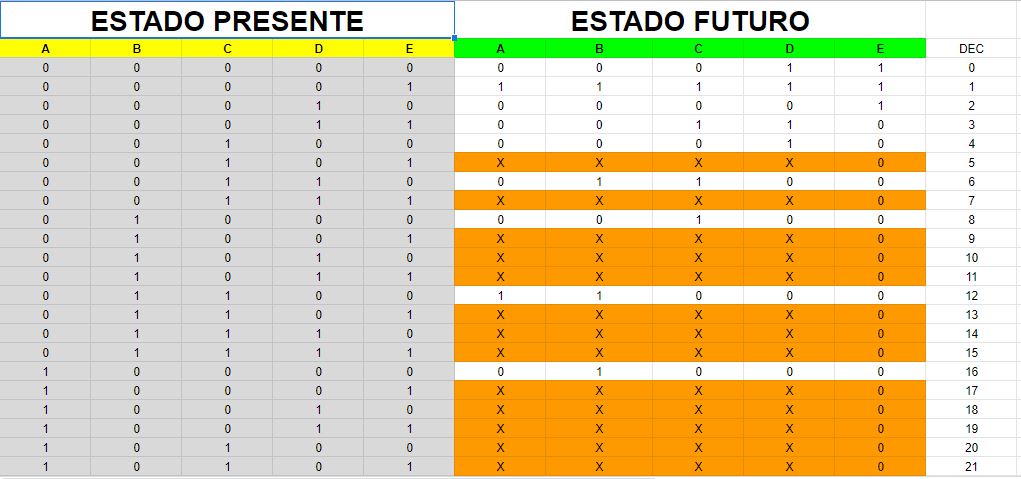 ESTADO PRESENTE ESTADO FUTURO
A B C D E A B C D E DEC
0 0 0 0 0 0 0 0 1 1 0
0 0 0 0 1 1 1 1 1 1 1
0 0 0 1 0 0 0 0 0 1 2
0 0 0 1 1 0 0 1 1 0 3
0 0 1 0 0 0 0 0 1 0 4
0 0 1 0 1 X X X X 0 5
0 0 1 1 0 0 1 1 0 0 6
0 0 1 1 1 X X X X 0 7
0 1 0 0 0 0 0 1 0 0 8
0 1 0 0 1 X X X X 0 9
0 1 0 1 0 X X X X 0 10
0 1 0 1 1 X X X X 0 11
0 1 1 0 0 1 1 0 0 0 12
0 1 1 0 1 X X X X 0 13
0 1 1 1 0 X X X X 0 14
0 1 1 1 1 X X X X 0 15
1 0 0 0 0 0 1 0 0 0 16
1 0 0 0 1 X X X X 0 17
1 0 0 1 0 X X X X 0 18
1 0 0 1 1 X X X X 0 19
1 0 1 0 0 X X X X 0 20
1 0 1 0 1 X X X X 0 21